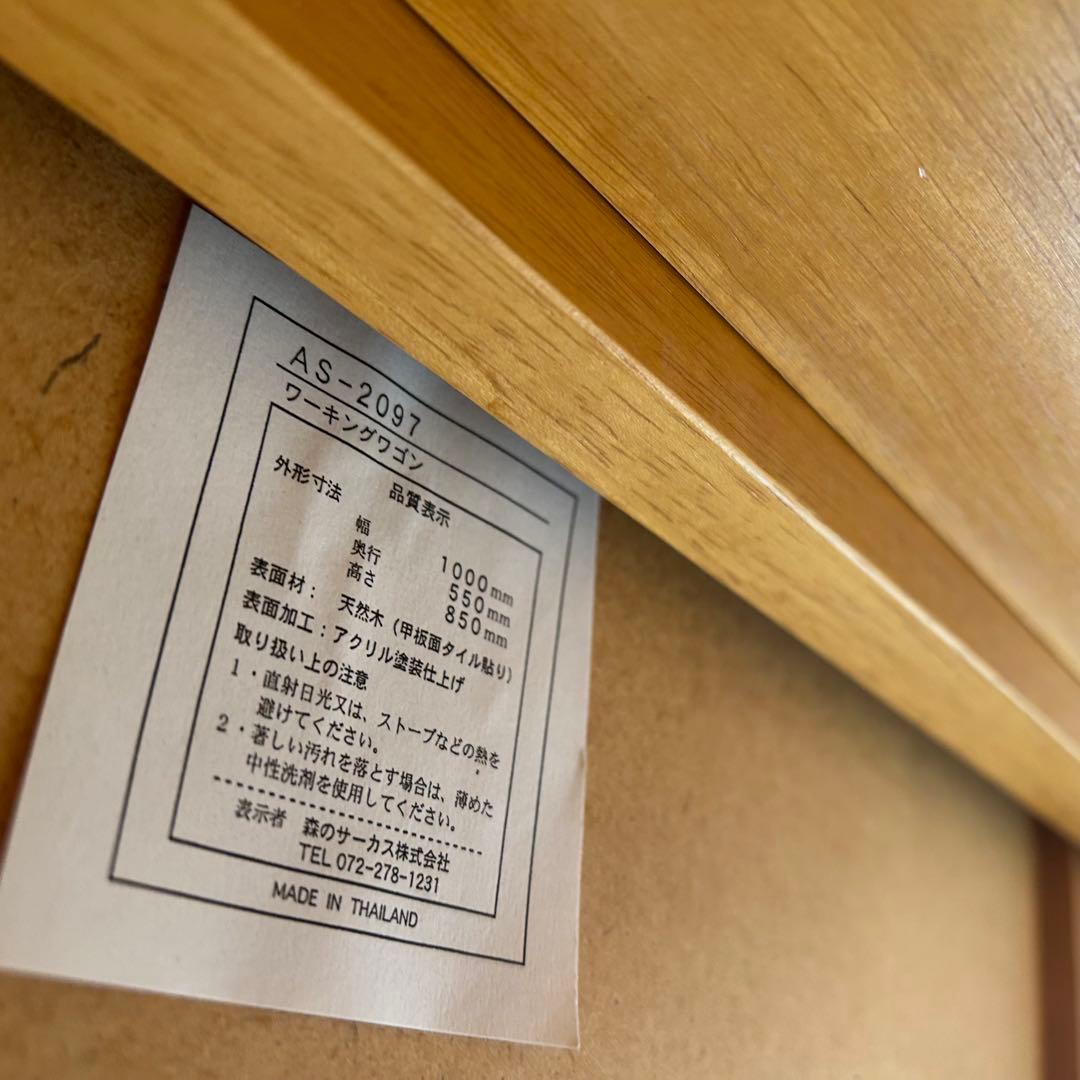 AS-2097
ワーキングワゴン
品質表示
外形寸法
幅 1000mm
奥行 550mm
高さ 850mm
表面材: 天然木(甲板面タイル貼り)
表面加工:アクリル塗装仕上げ
取り扱い上の注意
1・直射日光又は、ストーブなどの熱を
避けてください。
2・著しい汚れを落とす場合は、薄めた
中性洗剤を使用してください。
表示者 森のサーカス株式会社
TEL 072-278-1231
MADE IN THAILAND